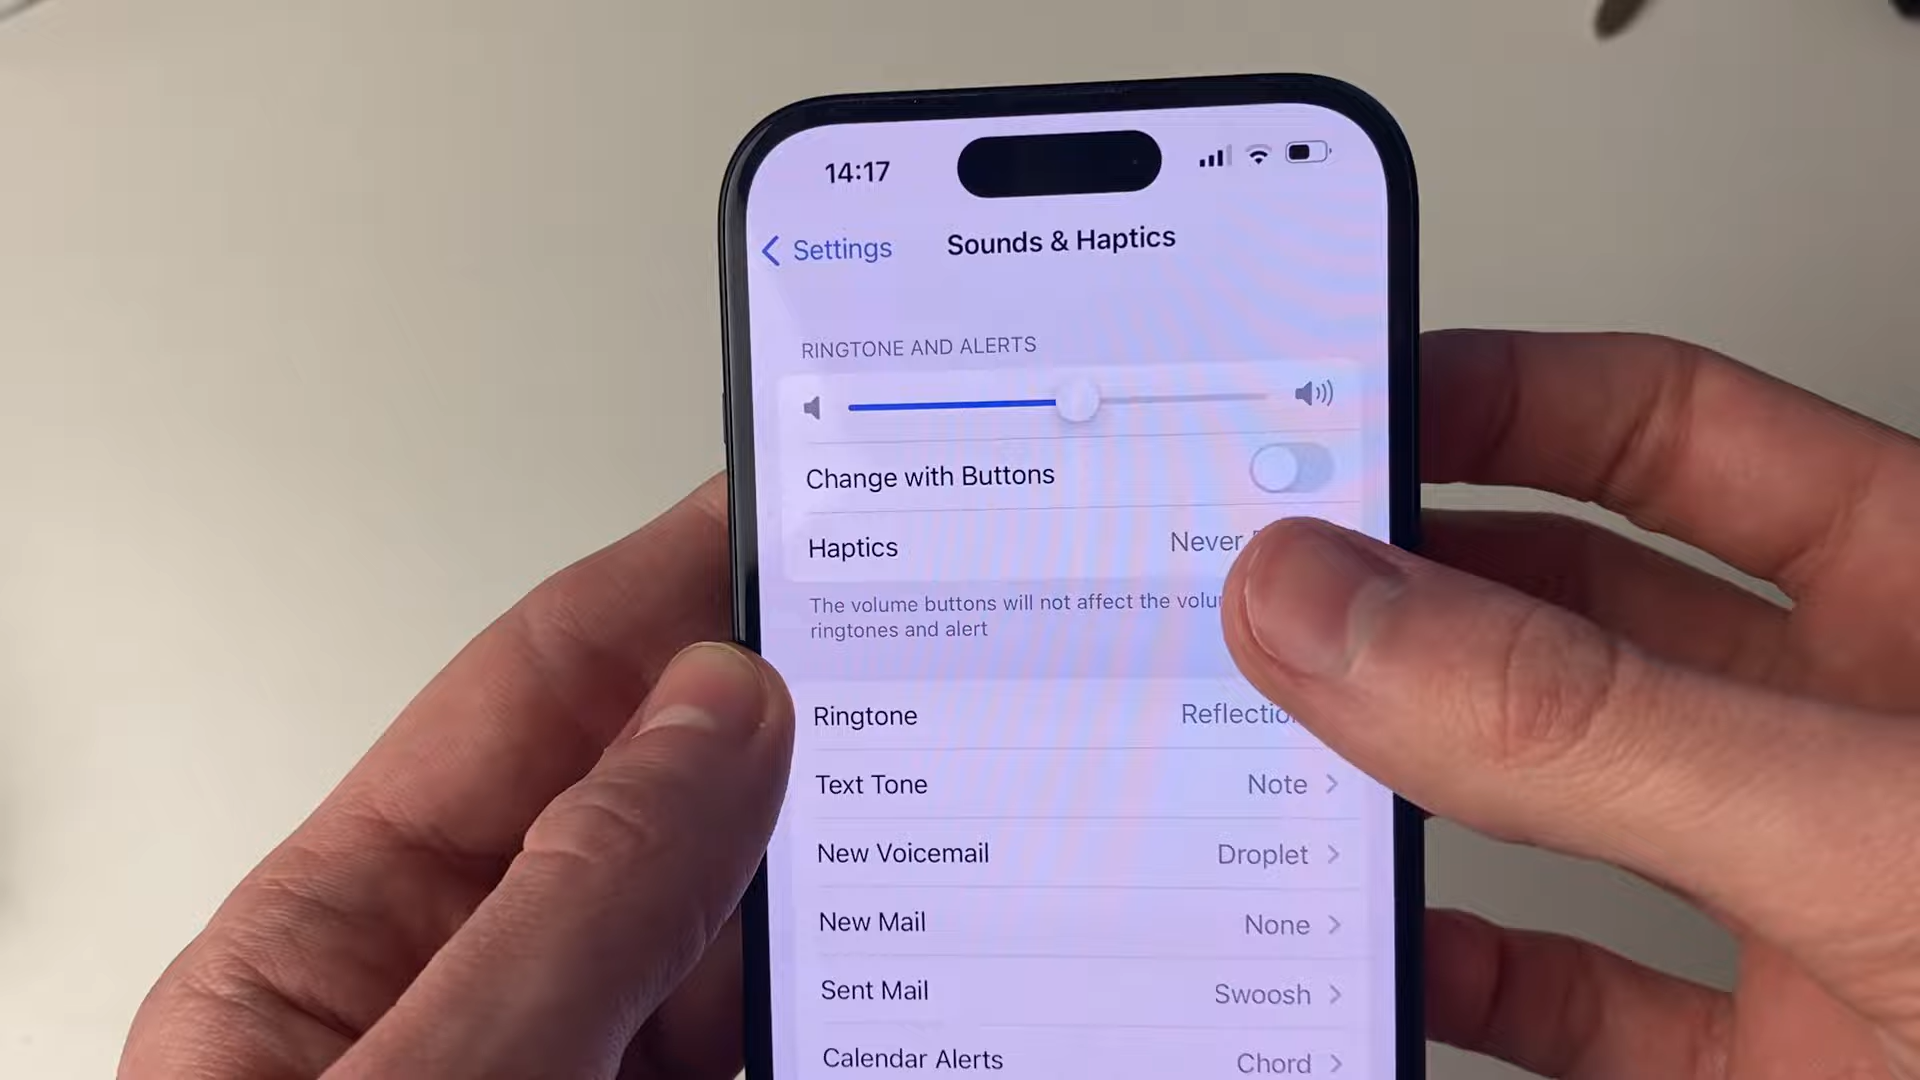 14:17
Settings
Sounds & Haptics
RINGTONE AND ALERTS
Change with Buttons
Haptics Never
The volume buttons will not affect the
ringtones and alert
Ringtone
Text Tone Note
New Voicemail Droplet
New Mail None
Sent Mail Swoosh
Calendar Alerts Chord